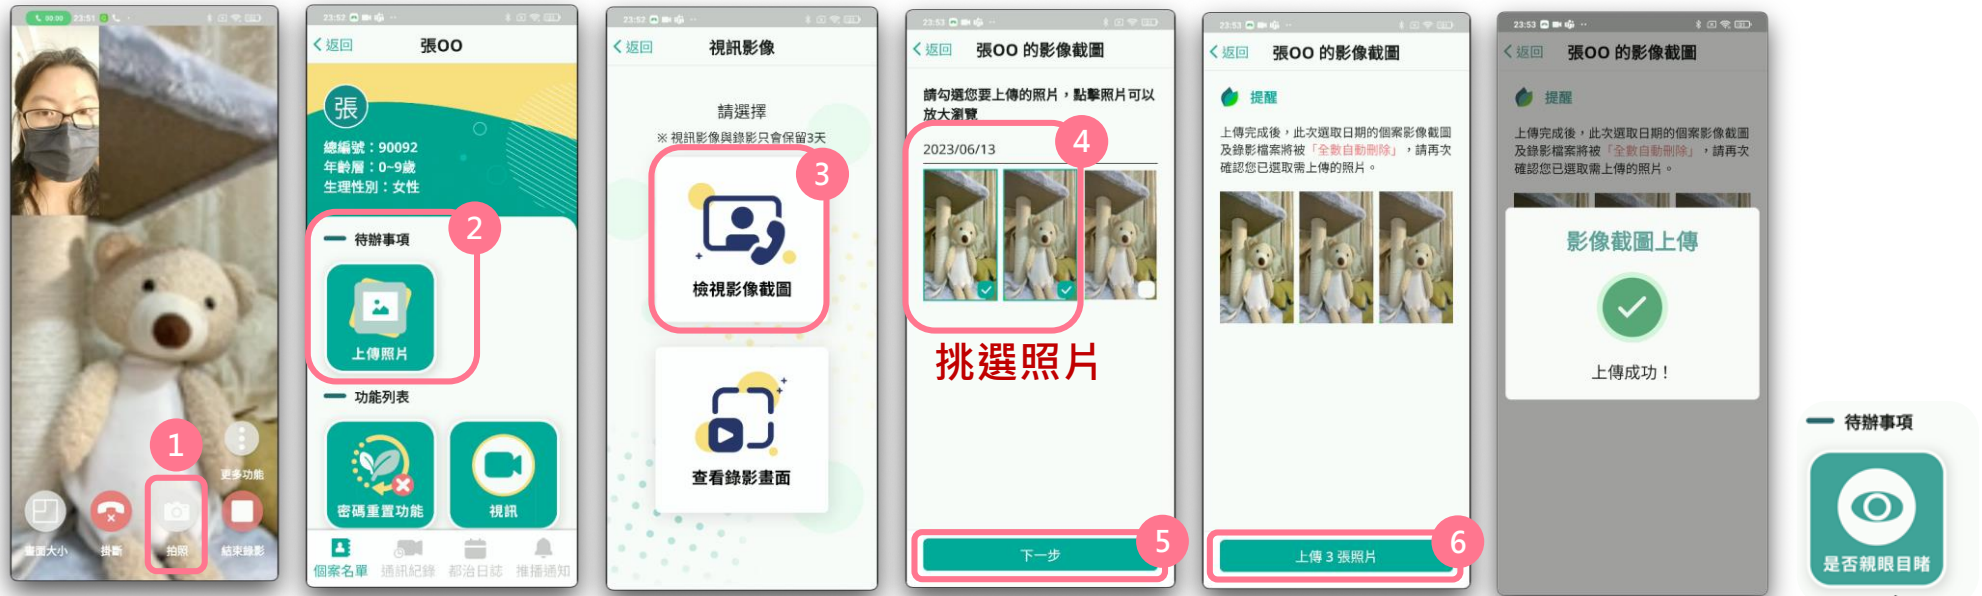 00:00 23:51
1
更多功能
畫面大小
掛斷
拍照
結束錄影
23:52
返回
張OO
張
總編號：90092
年齡層：0~9歲
生理性別：女性
2
待辦事項
上傳照片
功能列表
密碼重置功能
視訊
個案名單
通訊紀錄
都治日誌
推播通知
23:52
返回
視訊影像
請選擇
※ 視訊影像與錄影只會保留3天
3
檢視影像截圖
查看錄影畫面
23:53
返回
張OO 的影像截圖
請勾選您要上傳的照片，點擊照片可以
放大瀏覽
4
2023/06/13
挑選照片
5
下一步
23:53
返回
張OO 的影像截圖
提醒
上傳完成後，此次選取日期的個案影像截圖
及錄影檔案將被「全數自動刪除」，請再次
確認您已選取需上傳的照片。
6
上傳 3 張照片
23:53
返回
張OO 的影像截圖
提醒
上傳完成後，此次選取日期的個案影像截圖
及錄影檔案將被「全數自動刪除」，請再次
確認您已選取需上傳的照片。
影像截圖上傳
上傳成功！
待辦事項
是否親眼目睹